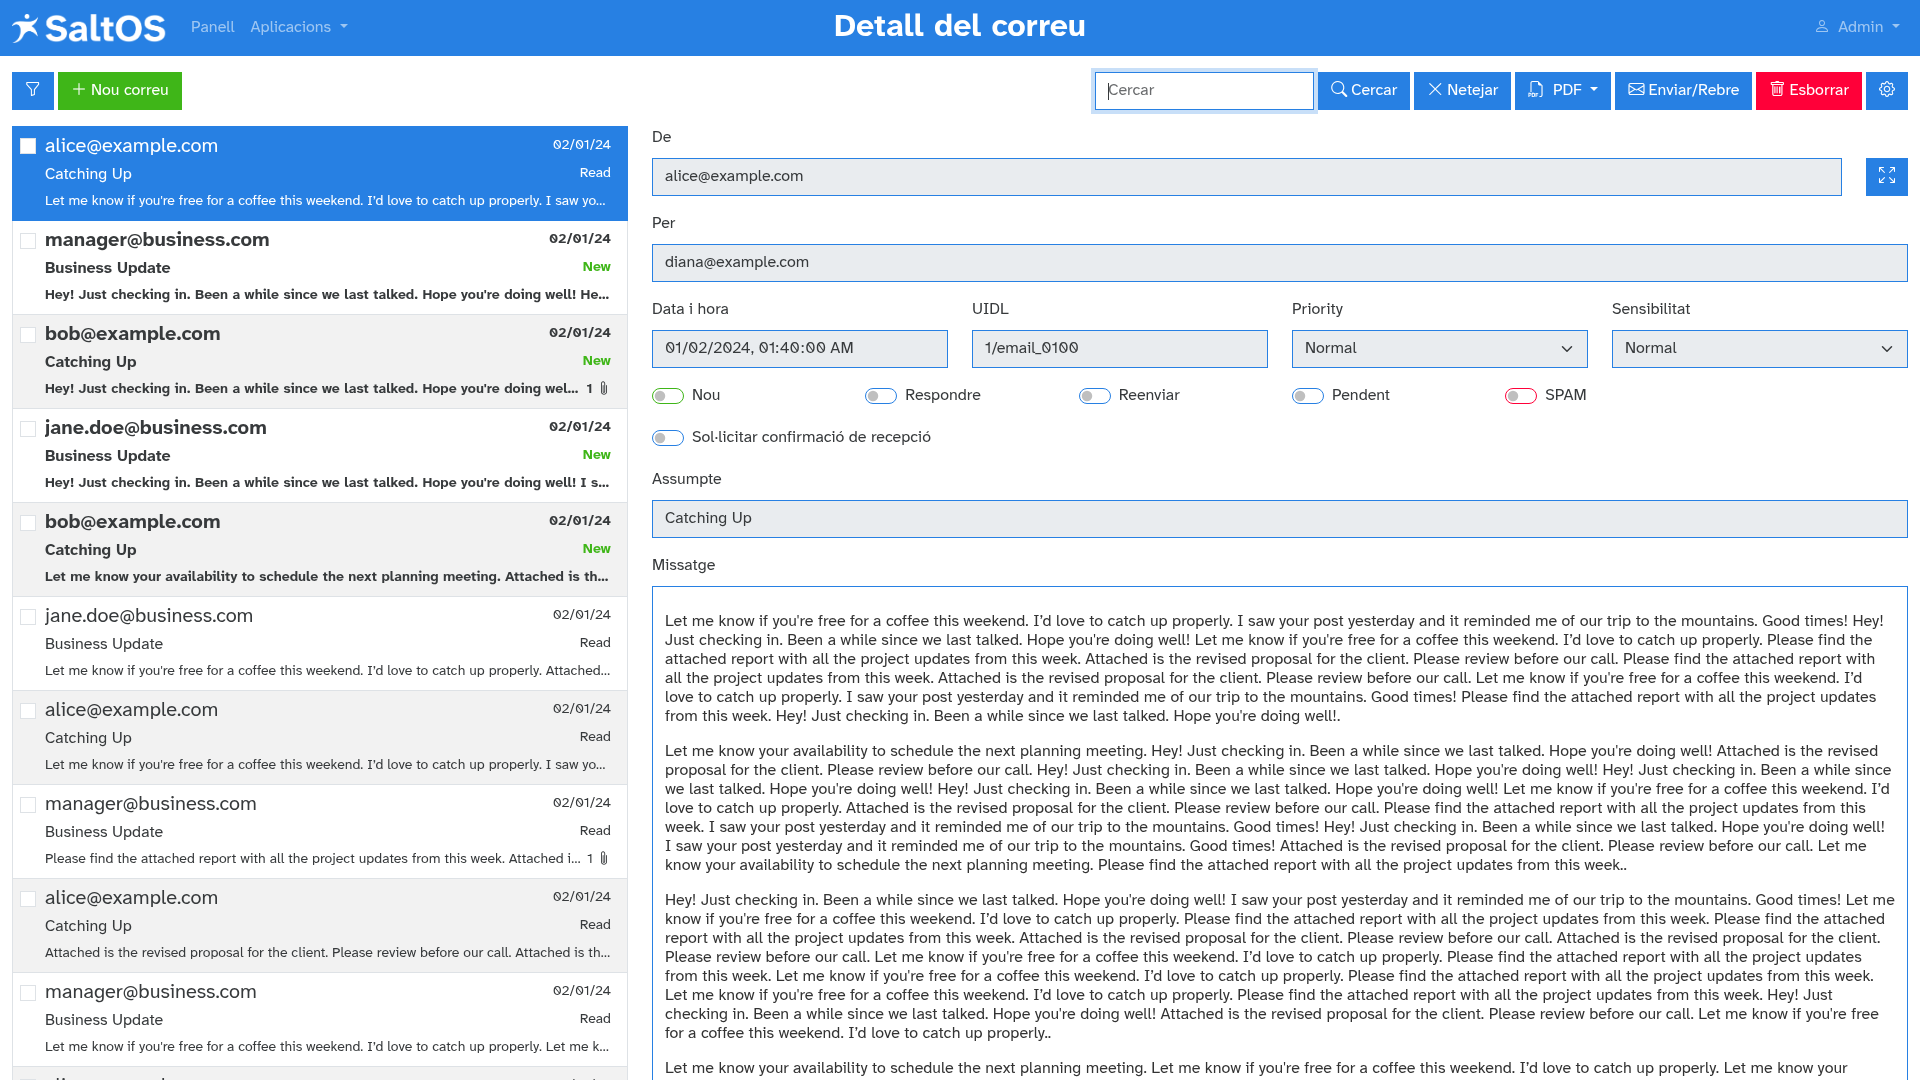 SaltOS
Panell
Aplicacions
Detall del correu
Admin
Nou correu
Cercar
Cercar
Netejar
PDF
Enviar/Rebre
Esborrar
alice@example.com 02/01/24
Catching Up Read
Let me know if you're free for a coffee this weekend. I'd love to catch up properly. I saw yo...
manager@business.com 02/01/24
Business Update New
Hey! Just checking in. Been a while since we last talked. Hope you're doing well! He...
bob@example.com 02/01/24
Catching Up New
Hey! Just checking in. Been a while since we last talked. Hope you're doing wel... 1
jane.doe@business.com 02/01/24
Business Update New
Hey! Just checking in. Been a while since we last talked. Hope you're doing well! I s...
bob@example.com 02/01/24
Catching Up New
Let me know your availability to schedule the next planning meeting. Attached is th...
jane.doe@business.com 02/01/24
Business Update Read
Let me know if you're free for a coffee this weekend. I'd love to catch up properly. Attached...
alice@example.com 02/01/24
Catching Up Read
Let me know if you're free for a coffee this weekend. I'd love to catch up properly. I saw yo...
manager@business.com 02/01/24
Business Update Read
Please find the attached report with all the project updates from this week. Attached i... 1
alice@example.com 02/01/24
Catching Up Read
Attached is the revised proposal for the client. Please review before our call. Attached is th...
manager@business.com 02/01/24
Business Update Read
Let me know if you're free for a coffee this weekend. I'd love to catch up properly. Let me k...
De
alice@example.com
Per
diana@example.com
Data i hora UIDL Priority Sensibilitat
01/02/2024, 01:40:00 AM 1/email_0100 Normal Normal
Nou Respondre Reenviar Pendent SPAM
Sol·licitar confirmació de recepció
Assumpte
Catching Up
Missatge
Let me know if you're free for a coffee this weekend. I'd love to catch up properly. I saw your post yesterday and it reminded me of our trip to the mountains. Good times! Hey!
Just checking in. Been a while since we last talked. Hope you're doing well! Let me know if you're free for a coffee this weekend. I'd love to catch up properly. Please find the
attached report with all the project updates from this week. Attached is the revised proposal for the client. Please review before our call. Please find the attached report with
all the project updates from this week. Attached is the revised proposal for the client. Please review before our call. Let me know if you're free for a coffee this weekend. I'd
love to catch up properly. I saw your post yesterday and it reminded me of our trip to the mountains. Good times! Please find the attached report with all the project updates
from this week. Hey! Just checking in. Been a while since we last talked. Hope you're doing well!.
Let me know your availability to schedule the next planning meeting. Hey! Just checking in. Been a while since we last talked. Hope you're doing well! Attached is the revised
proposal for the client. Please review before our call. Hey! Just checking in. Been a while since we last talked. Hope you're doing well! Hey! Just checking in. Been a while since
we last talked. Hope you're doing well! Hey! Just checking in. Been a while since we last talked. Hope you're doing well! Let me know if you're free for a coffee this weekend. I'd
love to catch up properly. Attached is the revised proposal for the client. Please review before our call. Please find the attached report with all the project updates from this
week. I saw your post yesterday and it reminded me of our trip to the mountains. Good times! Hey! Just checking in. Been a while since we last talked. Hope you're doing well!
I saw your post yesterday and it reminded me of our trip to the mountains. Good times! Attached is the revised proposal for the client. Please review before our call. Let me
know your availability to schedule the next planning meeting. Please find the attached report with all the project updates from this week..
Hey! Just checking in. Been a while since we last talked. Hope you're doing well! I saw your post yesterday and it reminded me of our trip to the mountains. Good times! Let me
know if you're free for a coffee this weekend. I'd love to catch up properly. Please find the attached report with all the project updates from this week. Please find the attached
report with all the project updates from this week. Attached is the revised proposal for the client. Please review before our call. Attached is the revised proposal for the client.
Please review before our call. Let me know if you're free for a coffee this weekend. I'd love to catch up properly. Please find the attached report with all the project updates
from this week. Let me know if you're free for a coffee this weekend. I'd love to catch up properly. Please find the attached report with all the project updates from this week.
Let me know if you're free for a coffee this weekend. I'd love to catch up properly. Please find the attached report with all the project updates from this week. Hey! Just
checking in. Been a while since we last talked. Hope you're doing well! Attached is the revised proposal for the client. Please review before our call. Let me know if you're free
for a coffee this weekend. I'd love to catch up properly..
Let me know your availability to schedule the next planning meeting. Let me know if you're free for a coffee this weekend. I'd love to catch up properly. Let me know your